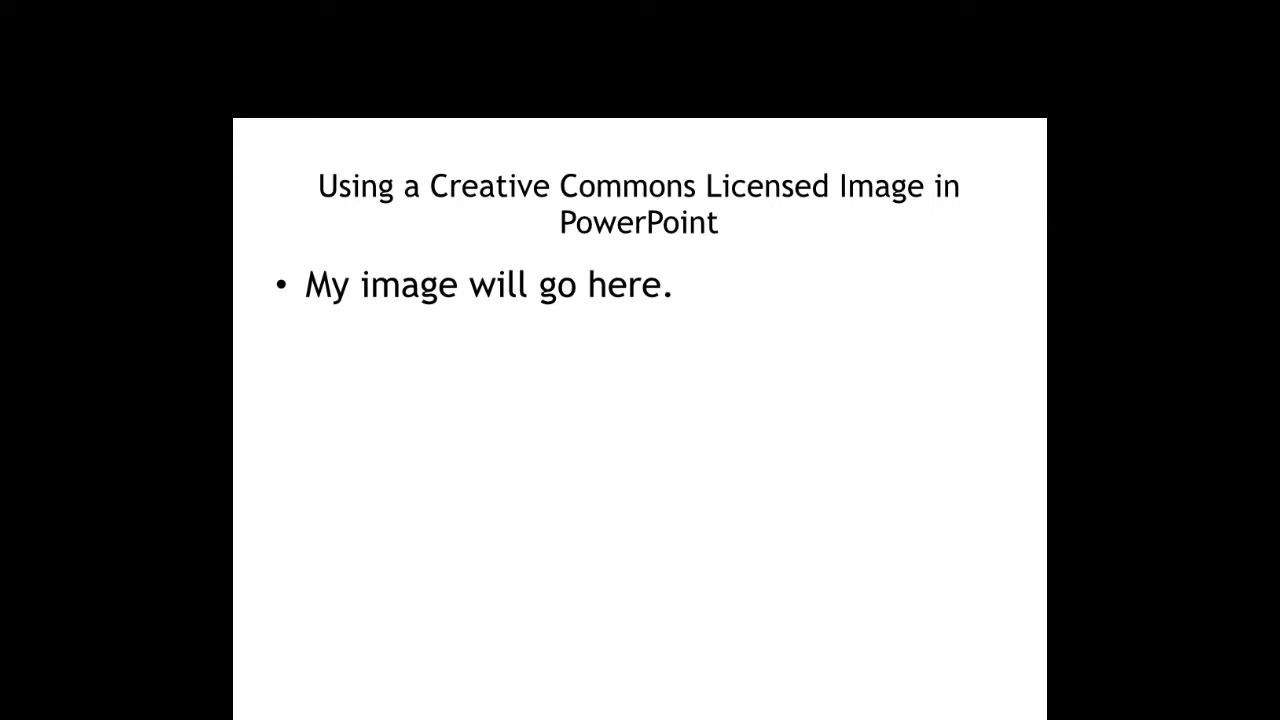 Using a Creative Commons Licensed Image in
PowerPoint
• My image will go here.